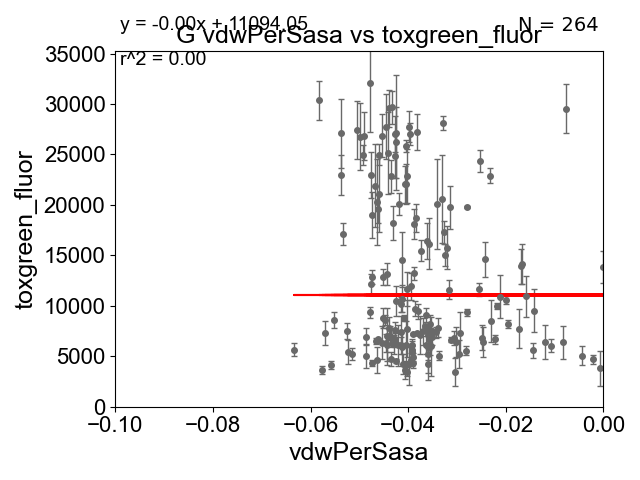 y = -0.00x + 11094.05
N = 264
G vdwPerSasa vs toxgreen_fluor
r^2 = 0.00
35000
30000
25000
20000
15000
10000
5000
0
toxgreen_fluor
−0.10 −0.08 −0.06 −0.04 −0.02 0.00
vdwPerSasa